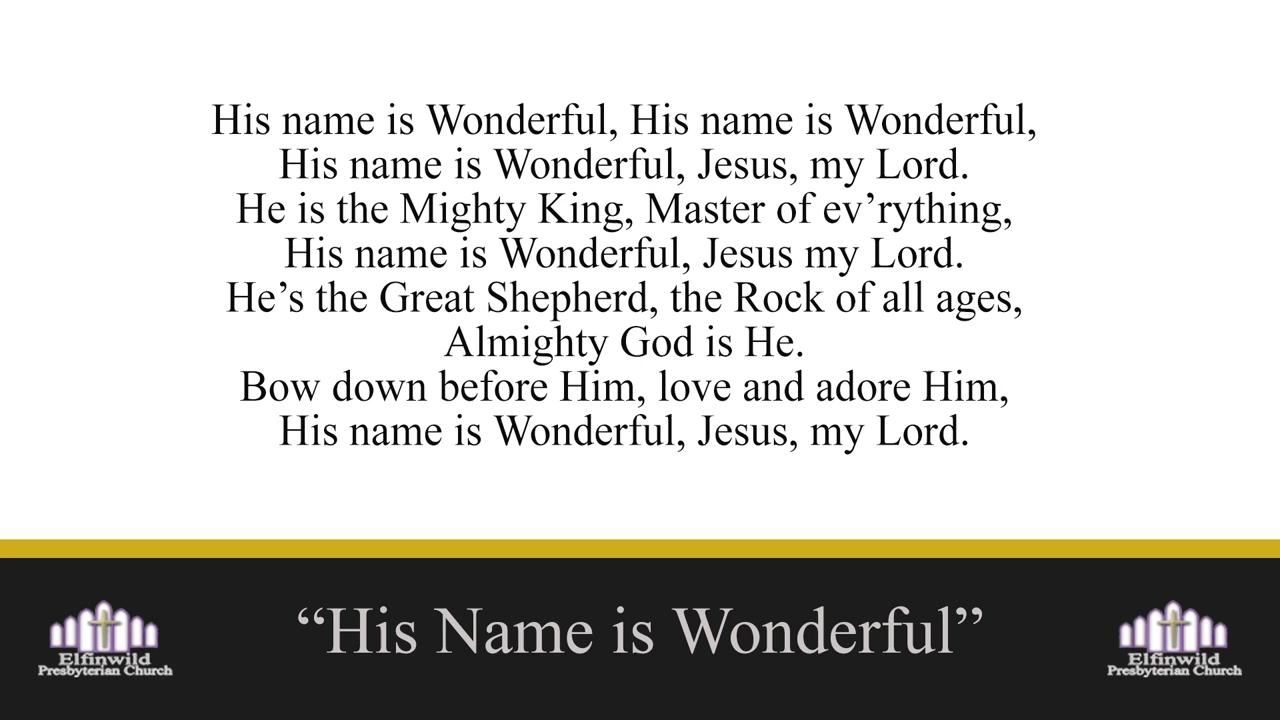 His name is Wonderful, His name is Wonderful,
His name is Wonderful, Jesus, my Lord.
He is the Mighty King, Master of ev’rything,
His name is Wonderful, Jesus my Lord.
He’s the Great Shepherd, the Rock of all ages,
Almighty God is He.
Bow down before Him, love and adore Him,
His name is Wonderful, Jesus, my Lord.
“His Name is Wonderful”
Elfinwild
Presbyterian Church
Elfinwild
Presbyterian Church